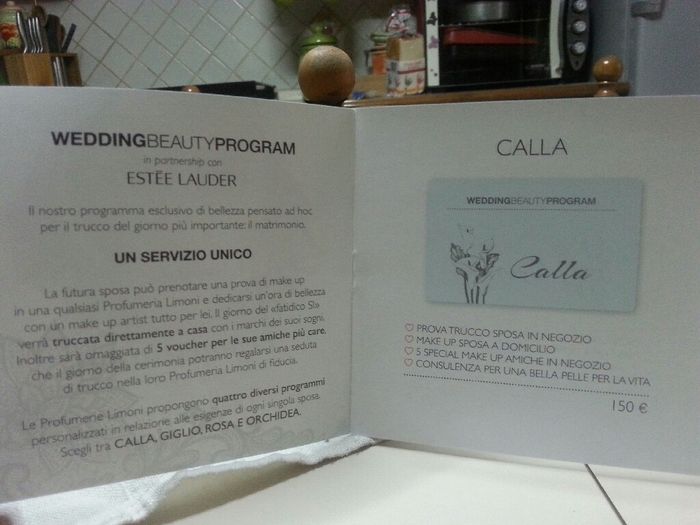 WEDDINGBEAUTYPROGRAM
in partnership con
ESTĒE LAUDER
Il nostro programma esclusivo di bellezza pensato ad hoc
per il trucco del giorno più importante: il matrimonio.
UN SERVIZIO UNICO
La futura sposa può prenotare una prova di make up
in una qualsiasi Profumeria Limoni e dedicarsi un'ora di bellezza
con un make up artist tutto per lei. Il giorno del «fatidico SI»
verrà truccata direttamente a casa con i marchi dei suoi sogni.
Inoltre sarà omaggiata di 5 voucher per le sue amiche più care,
che il giorno della cerimonia potranno regalarsi una seduta
di trucco nella loro Profumeria Limoni di fiducia.
Le Profumerie Limoni propongono quattro diversi programmi
personalizzati in relazione alle esigenze di ogni singola sposa.
Scegli tra CALLA, GIGLIO, ROSA E ORCHIDEA.
CALLA
WEDDINGBEAUTYPROGRAM
Calla
PROVA TRUCCO SPOSA IN NEGOZIO
MAKE UP SPOSA A DOMICILIO
5 SPECIAL MAKE UP AMICHE IN NEGOZIO
CONSULENZA PER UNA BELLA PELLE PER LA VITA
150 €